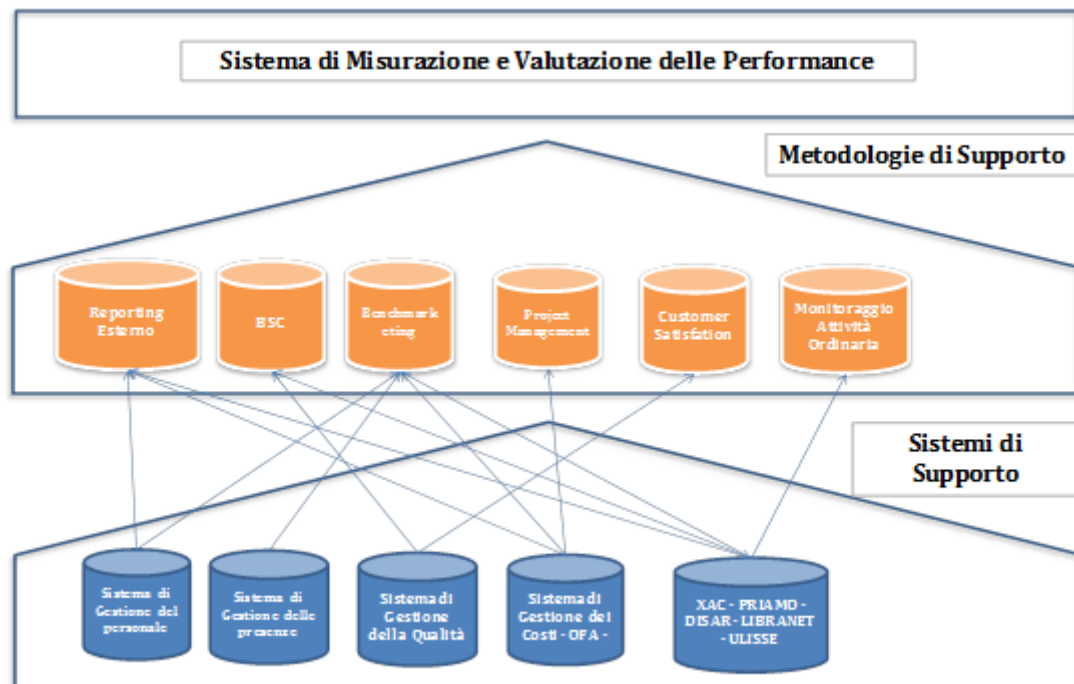 Sistema di Misurazione e Valutazione delle Performance
Metodologie di Supporto
Reporting
Esterno
BSC
Benchmark
eting
Project
Management
Customer
Satisfation
Monitoraggio
Attività
Ordinaria
Sistemi di
Supporto
Sistema di
Gestione del
personale
Sistema di
Gestione delle
presenze
Sistema di
Gestione
della Qualità
Sistema di
Gestione dei
Costi - OFA -
XAC - PRIAMO -
DISAR - LIBRANET
- ULISSE